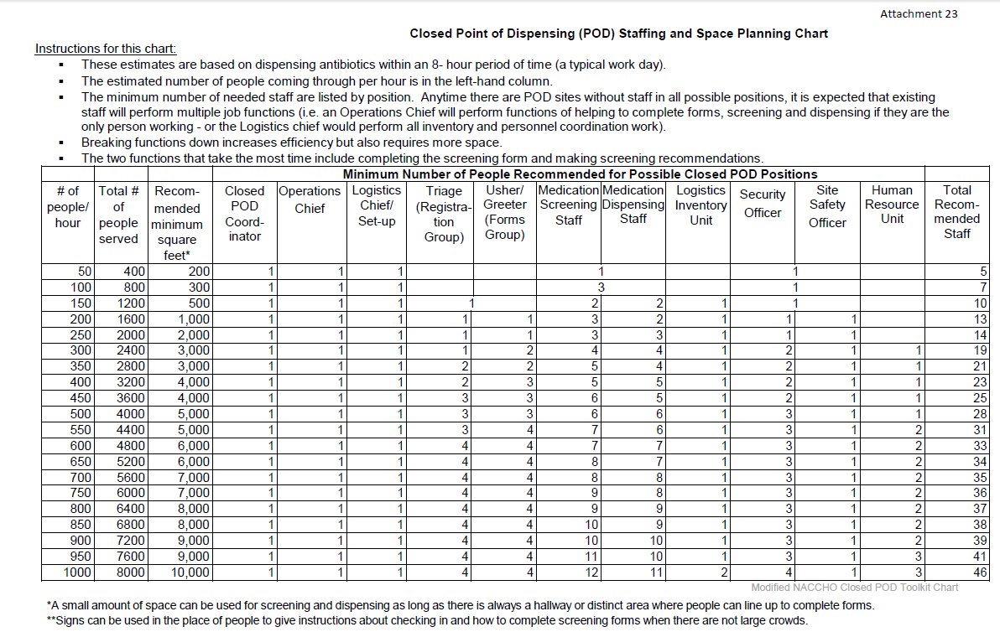 Attachment 23
Closed Point of Dispensing (POD) Staffing and Space Planning Chart
Instructions for this chart:
▪ These estimates are based on dispensing antibiotics within an 8- hour period of time (a typical work day).
▪ The estimated number of people coming through per hour is in the left-hand column.
▪ The minimum number of needed staff are listed by position.  Anytime there are POD sites without staff in all possible positions, it is expected that existing
staff will perform multiple job functions (i.e. an Operations Chief will perform functions of helping to complete forms, screening and dispensing if they are the
only person working - or the Logistics chief would perform all inventory and personnel coordination work).
▪ Breaking functions down increases efficiency but also requires more space.
▪ The two functions that take the most time include completing the screening form and making screening recommendations.
Minimum Number of People Recommended for Possible Closed POD Positions
# of people/ hour | Total # of people served | Recom- mended minimum square feet* | Closed POD Coord- inator | Operations Chief | Logistics Chief/ Set-up | Triage (Registra- tion Group) | Usher/ Greeter (Forms Group) | Medication Screening Staff | Medication Dispensing Staff | Logistics Inventory Unit | Security Officer | Site Safety Officer | Human Resource Unit | Total Recom- mended Staff
50 400 200 1 1 1 1 1 5
100 800 300 1 1 1 3 1 7
150 1200 500 1 1 1 1 2 2 1 1 10
200 1600 1,000 1 1 1 1 1 3 2 1 1 1 13
250 2000 2,000 1 1 1 1 1 3 3 1 1 1 14
300 2400 3,000 1 1 1 1 2 4 4 1 2 1 1 19
350 2800 3,000 1 1 1 2 2 5 4 1 2 1 1 21
400 3200 4,000 1 1 1 2 3 5 5 1 2 1 1 23
450 3600 4,000 1 1 1 3 3 6 5 1 2 1 1 25
500 4000 5,000 1 1 1 3 3 6 6 1 3 1 1 28
550 4400 5,000 1 1 1 3 4 7 6 1 3 1 2 31
600 4800 6,000 1 1 1 4 4 7 7 1 3 1 2 33
650 5200 6,000 1 1 1 4 4 8 7 1 3 1 2 34
700 5600 7,000 1 1 1 4 4 8 8 1 3 1 2 35
750 6000 7,000 1 1 1 4 4 9 8 1 3 1 2 36
800 6400 8,000 1 1 1 4 4 9 9 1 3 1 2 37
850 6800 8,000 1 1 1 4 4 10 9 1 3 1 2 38
900 7200 9,000 1 1 1 4 4 10 10 1 3 1 2 39
950 7600 9,000 1 1 1 4 4 11 10 1 3 1 3 41
1000 8000 10,000 1 1 1 4 4 12 11 2 4 1 3 46
Modified NACCHO Closed POD Toolkit Chart
*A small amount of space can be used for screening and dispensing as long as there is always a hallway or distinct area where people can line up to complete forms.
**Signs can be used in the place of people to give instructions about checking in and how to complete screening forms when there are not large crowds.